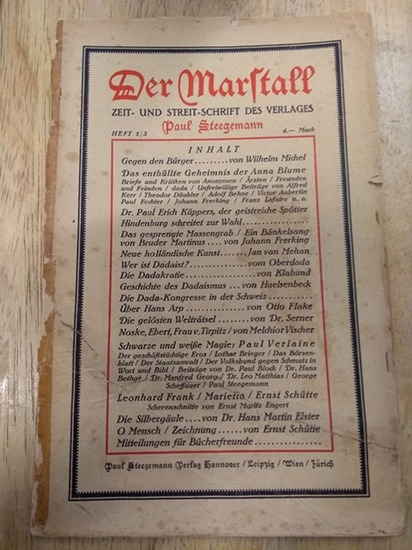 Der Marſtall
ZEIT- UND STREIT-SCHRIFT DES VERLAGES
Paul Steegemann
HEFT 1/2 4.— Mark
INHALT
Gegen den Bürger.........von Wilhelm Michel
Das enthüllte Geheimnis der Anna Blume
Briefe und Kritiken von Anonymen / Ärzten / Freunden
und Feinden / dada / Unfreiwillige Beiträge von Alfred
Kerr / Theodor Däubler / Adolf Behne / Victor Aubertin
Paul Fechter / Johann Frerking / Franz Lafaire u. a.
Dr. Paul Erich Küppers, der geistreiche Spötter
Hindenburg schreitet zur Wahl
Das gesprengte Massengrab / Ein Bänkelsang
von Bruder Martinus .... von Johann Frerking
Neue holländische Kunst......Jan van Mehan
Wer ist Dadaist?................vom Oberdada
Die Dadakratie..................von Klabund
Geschichte des Dadaismus ... von Huelsenbeck
Die Dada-Kongresse in der Schweiz
Über Hans Arp ............von Otto Flake
Die gelösten Welträtsel ........von Dr. Serner
Noske, Ebert, Frau v. Tirpitz / von Melchior Vischer
Schwarze und weiße Magie: Paul Verlaine
Der geschäftstüchtige Eros / Lothar Brieger / Das Börsen-
blatt / Der Staatsanwalt / Der Volksbund gegen Schmutz in
Wort und Bild / Beiträge von Dr. Paul Block / Dr. Hans
Bethge / Dr. Manfred Georg / Dr. Leo Matthias / George
Scheffauer / Paul Steegemann
Leonhard Frank / Marietta / Ernst Schütte
Scherenschnitte von Ernst Moritz Engert
Die Silbergäule....von Dr. Hans Martin Elster
O Mensch / Zeichnung ......von Ernst Schütte
Mitteilungen für Bücherfreunde
Paul Steegemann Verlag Hannover / Leipzig / Wien / Zürich